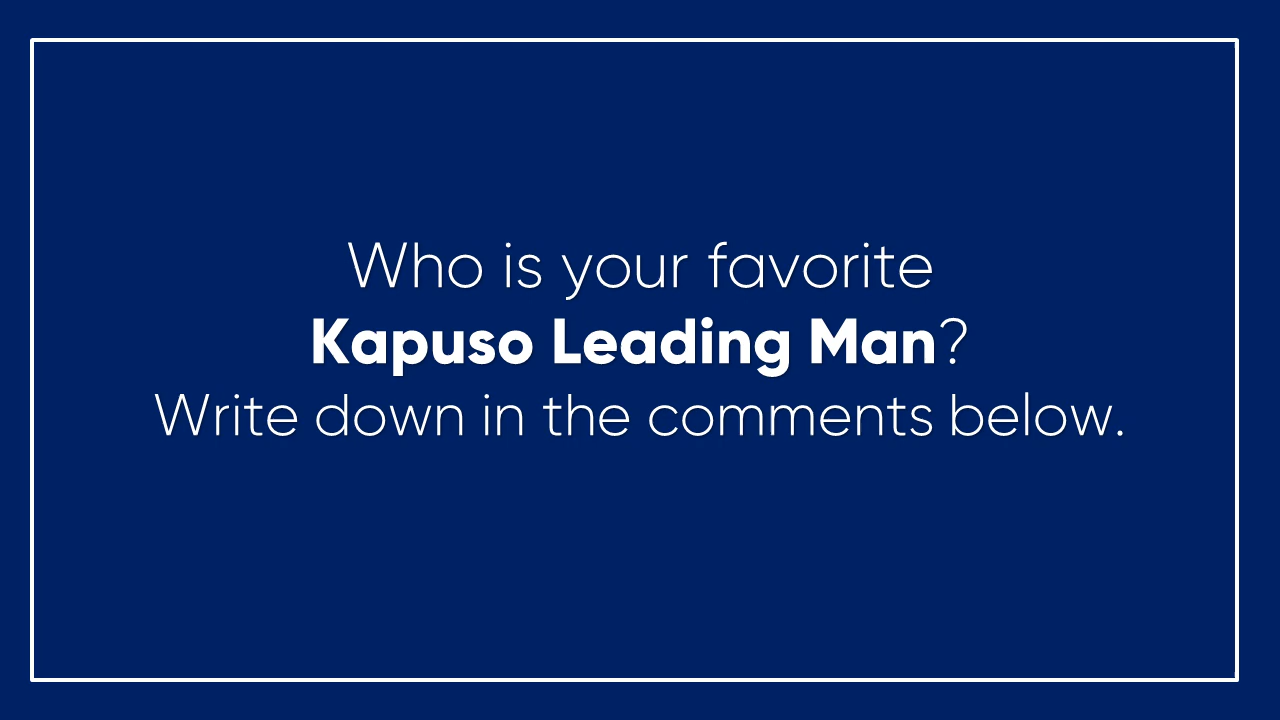 Who is your favorite
Kapuso Leading Man?
Write down in the comments below.